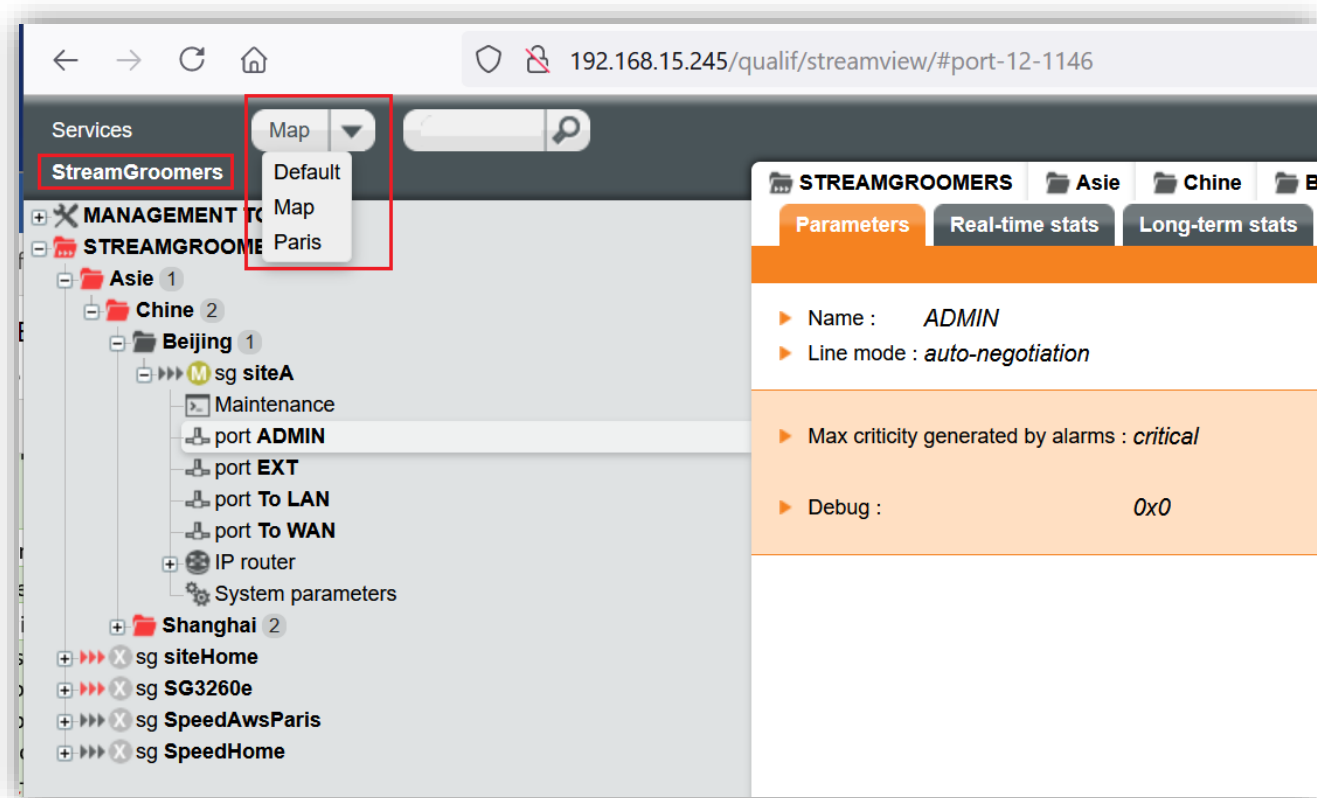 192.168.15.245/qualif/streamview/#port-12-1146
Services
Map
StreamGroomers
Default
Map
Paris
STREAMGROOMERS Asie Chine B
Parameters Real-time stats Long-term stats
MANAGEMENT TO
STREAMGROOME
Asie 1
Chine 2
Beijing 1
M sg siteA
Maintenance
port ADMIN
port EXT
port To LAN
port To WAN
IP router
System parameters
Shanghai 2
X sg siteHome
X sg SG3260e
X sg SpeedAwsParis
X sg SpeedHome
Name : ADMIN
Line mode : auto-negotiation
Max criticity generated by alarms : critical
Debug : 0x0